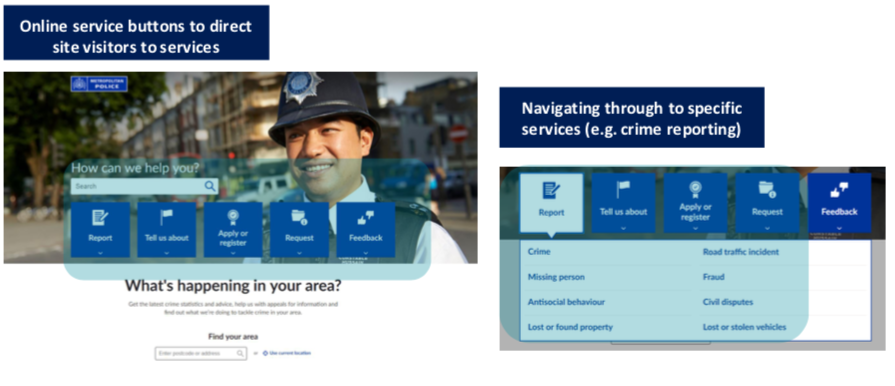 Online service buttons to direct
site visitors to services
METROPOLITAN
POLICE
How can we help you?
Search
Report
Tell us about
Apply or
register
Request
Feedback
What's happening in your area?
Get the latest crime statistics and advice, help us with appeals for information and
find out what we're doing to tackle crime in your area.
Find your area
Enter postcode or address
or
Use current location
Navigating through to specific
services (e.g. crime reporting)
Report
Tell us about
Apply or
register
Request
Feedback
Crime
Road traffic incident
Missing person
Fraud
Antisocial behaviour
Civil disputes
Lost or found property
Lost or stolen vehicles